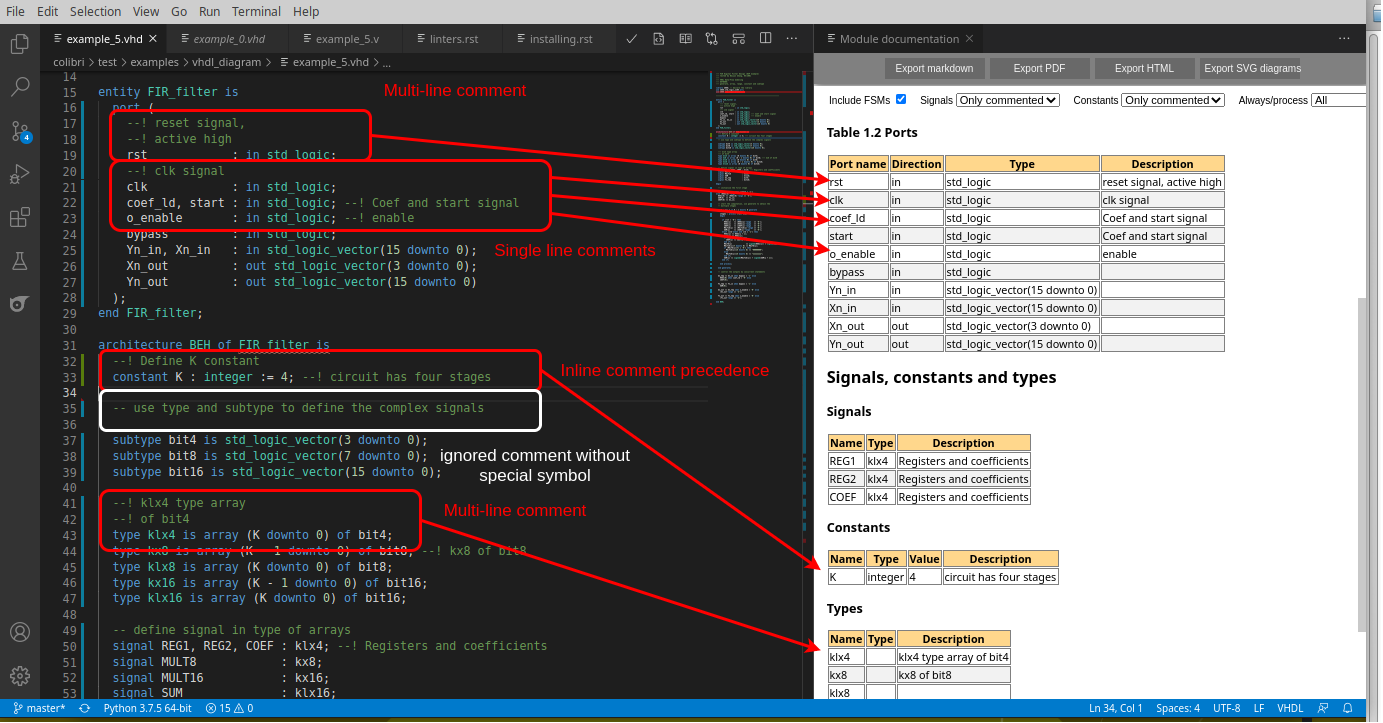 File Edit Selection View Go Run Terminal Help
example_5.vhd example_0.vhd example_5.v linters.rst installing.rst ...
colibri > test > examples > vhdl_diagram > example_5.vhd > ...
14
15 entity FIR_filter is
Multi-line comment
16 port (
17 --! reset signal,
18 --! active high
19 rst : in std_logic;
20 --! clk signal
21 clk : in std_logic;
22 coef_ld, start : in std_logic; --! Coef and start signal
23 o_enable : in std_logic; --! enable
24 bypass : in std_logic;
25 Yn_in, Xn_in : in std_logic_vector(15 downto 0);
Single line comments
26 Xn_out : out std_logic_vector(3 downto 0);
27 Yn_out : out std_logic_vector(15 downto 0)
28 );
29 end FIR_filter;
30
31 architecture BEH of FIR_filter is
32 --! Define K constant
33 constant K : integer := 4; --! circuit has four stages
Inline comment precedence
34
35 -- use type and subtype to define the complex signals
36
37 subtype bit4 is std_logic_vector(3 downto 0);
38 subtype bit8 is std_logic_vector(7 downto 0);
39 subtype bit16 is std_logic_vector(15 downto 0);
ignored comment without
special symbol
40
41 --! klx4 type array
42 --! of bit4
Multi-line comment
43 type klx4 is array (K downto 0) of bit4;
44 type kx8 is array (K - 1 downto 0) of bit8; --! kx8 of bit8
45 type klx8 is array (K downto 0) of bit8;
46 type kx16 is array (K - 1 downto 0) of bit16;
47 type klx16 is array (K downto 0) of bit16;
48
49 -- define signal in type of arrays
50 signal REG1, REG2, COEF : klx4; --! Registers and coefficients
51 signal MULT8 : kx8;
52 signal MULT16 : kx16;
53 signal SUM : klx16;
Module documentation ...
Export markdown Export PDF Export HTML Export SVG diagrams
Include FSMs Signals Only commented Constants Only commented Always/process All
Table 1.2 Ports
Port name Direction Type Description
rst in std_logic reset signal, active high
clk in std_logic clk signal
coef_ld in std_logic Coef and start signal
start in std_logic Coef and start signal
o_enable in std_logic enable
bypass in std_logic
Yn_in in std_logic_vector(15 downto 0)
Xn_in in std_logic_vector(15 downto 0)
Xn_out out std_logic_vector(3 downto 0)
Yn_out out std_logic_vector(15 downto 0)
Signals, constants and types
Signals
Name Type Description
REG1 klx4 Registers and coefficients
REG2 klx4 Registers and coefficients
COEF klx4 Registers and coefficients
Constants
Name Type Value Description
K integer 4 circuit has four stages
Types
Name Type Description
klx4 klx4 type array of bit4
kx8 kx8 of bit8
klx8
4
master* Python 3.7.5 64-bit 15 0 Ln 34, Col 1 Spaces: 4 UTF-8 LF VHDL